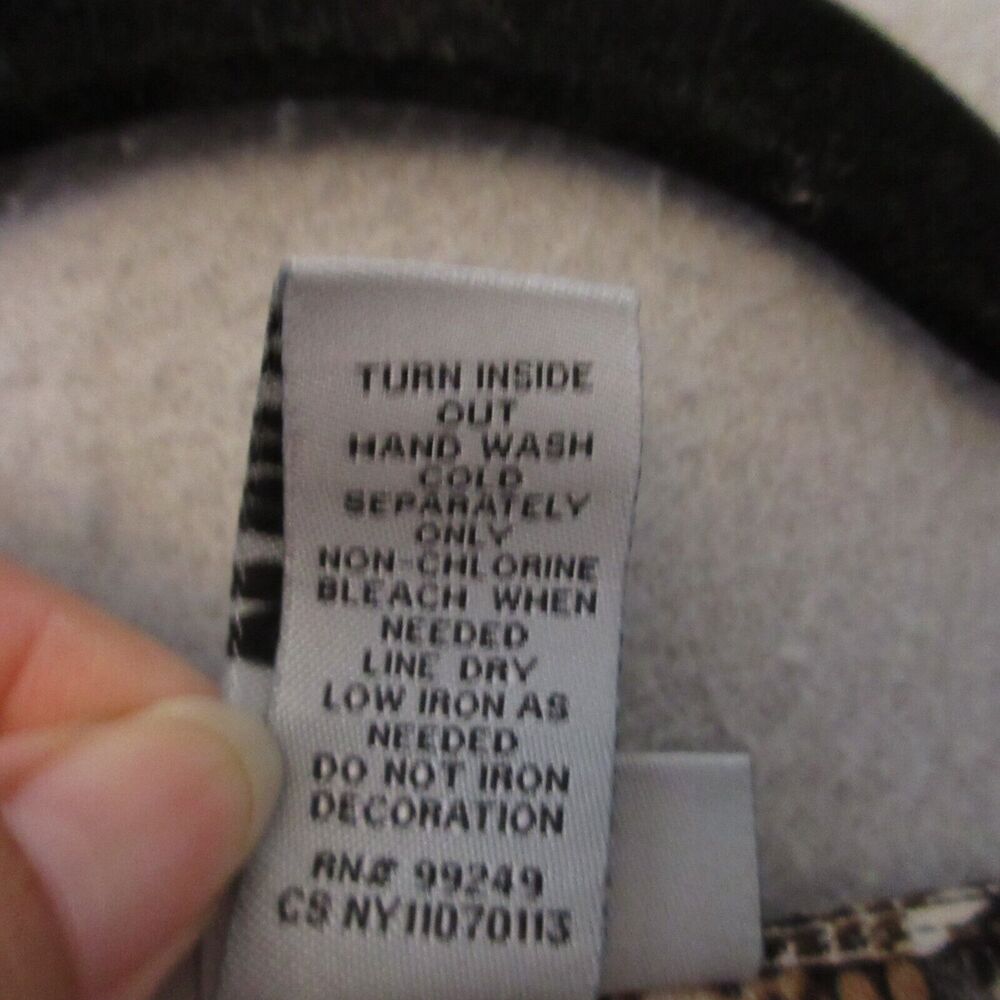 TURN INSIDE
OUT
HAND WASH
COLD
SEPARATELY
ONLY
NON-CHLORINE
BLEACH WHEN
NEEDED
LINE DRY
LOW IRON AS
NEEDED
DO NOT IRON
DECORATION
RN# 99249
CS NY11070113